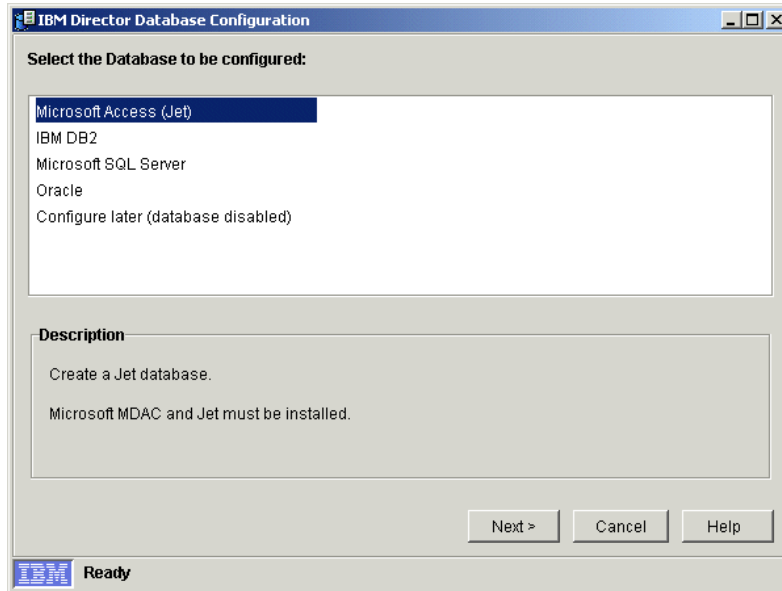 IBM Director Database Configuration
Select the Database to be configured:
Microsoft Access (Jet)
IBM DB2
Microsoft SQL Server
Oracle
Configure later (database disabled)
Description
Create a Jet database.
Microsoft MDAC and Jet must be installed.
Next > Cancel Help
IBM Ready